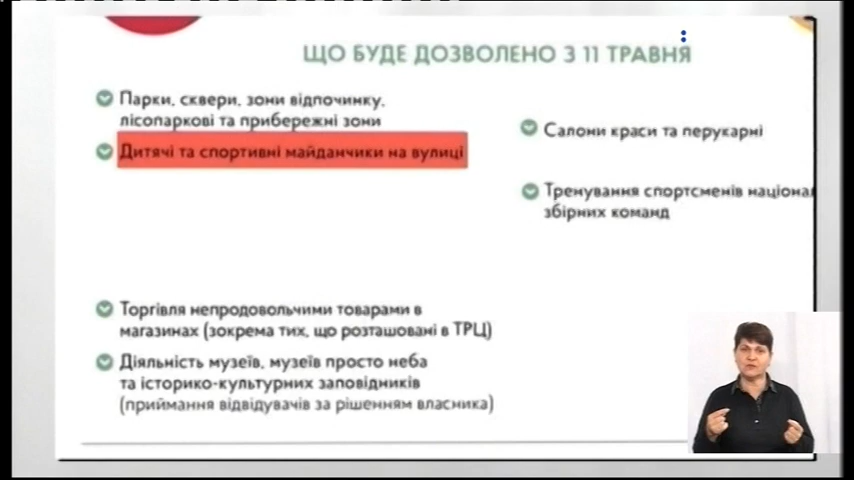 ЩО БУДЕ ДОЗВОЛЕНО З 11 ТРАВНЯ
Парки, сквери, зони відпочинку,
лісопаркові та прибережні зони
Дитячі та спортивні майданчики на вулиці
Торгівля непродовольчими товарами в
магазинах (зокрема тих, що розташовані в ТРЦ)
Діяльність музеїв, музеїв просто неба
та історико-культурних заповідників
(приймання відвідувачів за рішенням власника)
Салони краси та перукарні
Тренування спортсменів націонал
збірних команд